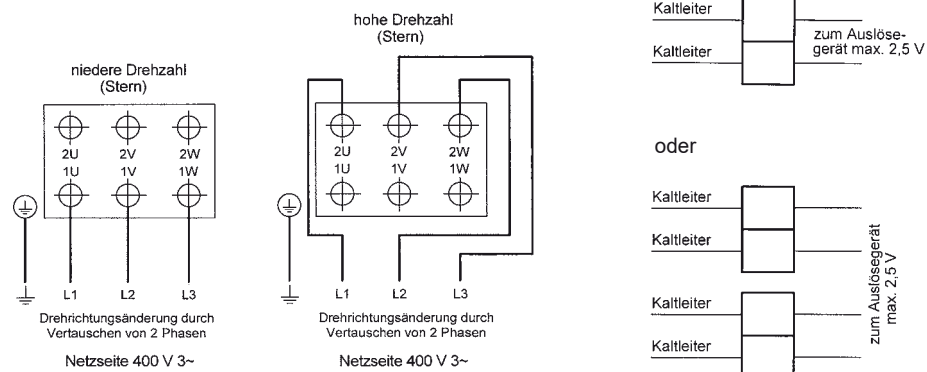 niedere Drehzahl
(Stern)
2U 2V 2W
1U 1V 1W
L1 L2 L3
Drehrichtungsänderung durch
Vertauschen von 2 Phasen
Netzseite 400 V 3~
hohe Drehzahl
(Stern)
2U 2V 2W
1U 1V 1W
L1 L2 L3
Drehrichtungsänderung durch
Vertauschen von 2 Phasen
Netzseite 400 V 3~
Kaltleiter
Kaltleiter
zum Auslöse-
gerät max. 2,5 V
oder
Kaltleiter
Kaltleiter
Kaltleiter
Kaltleiter
zum Auslösegerät
max. 2,5 V